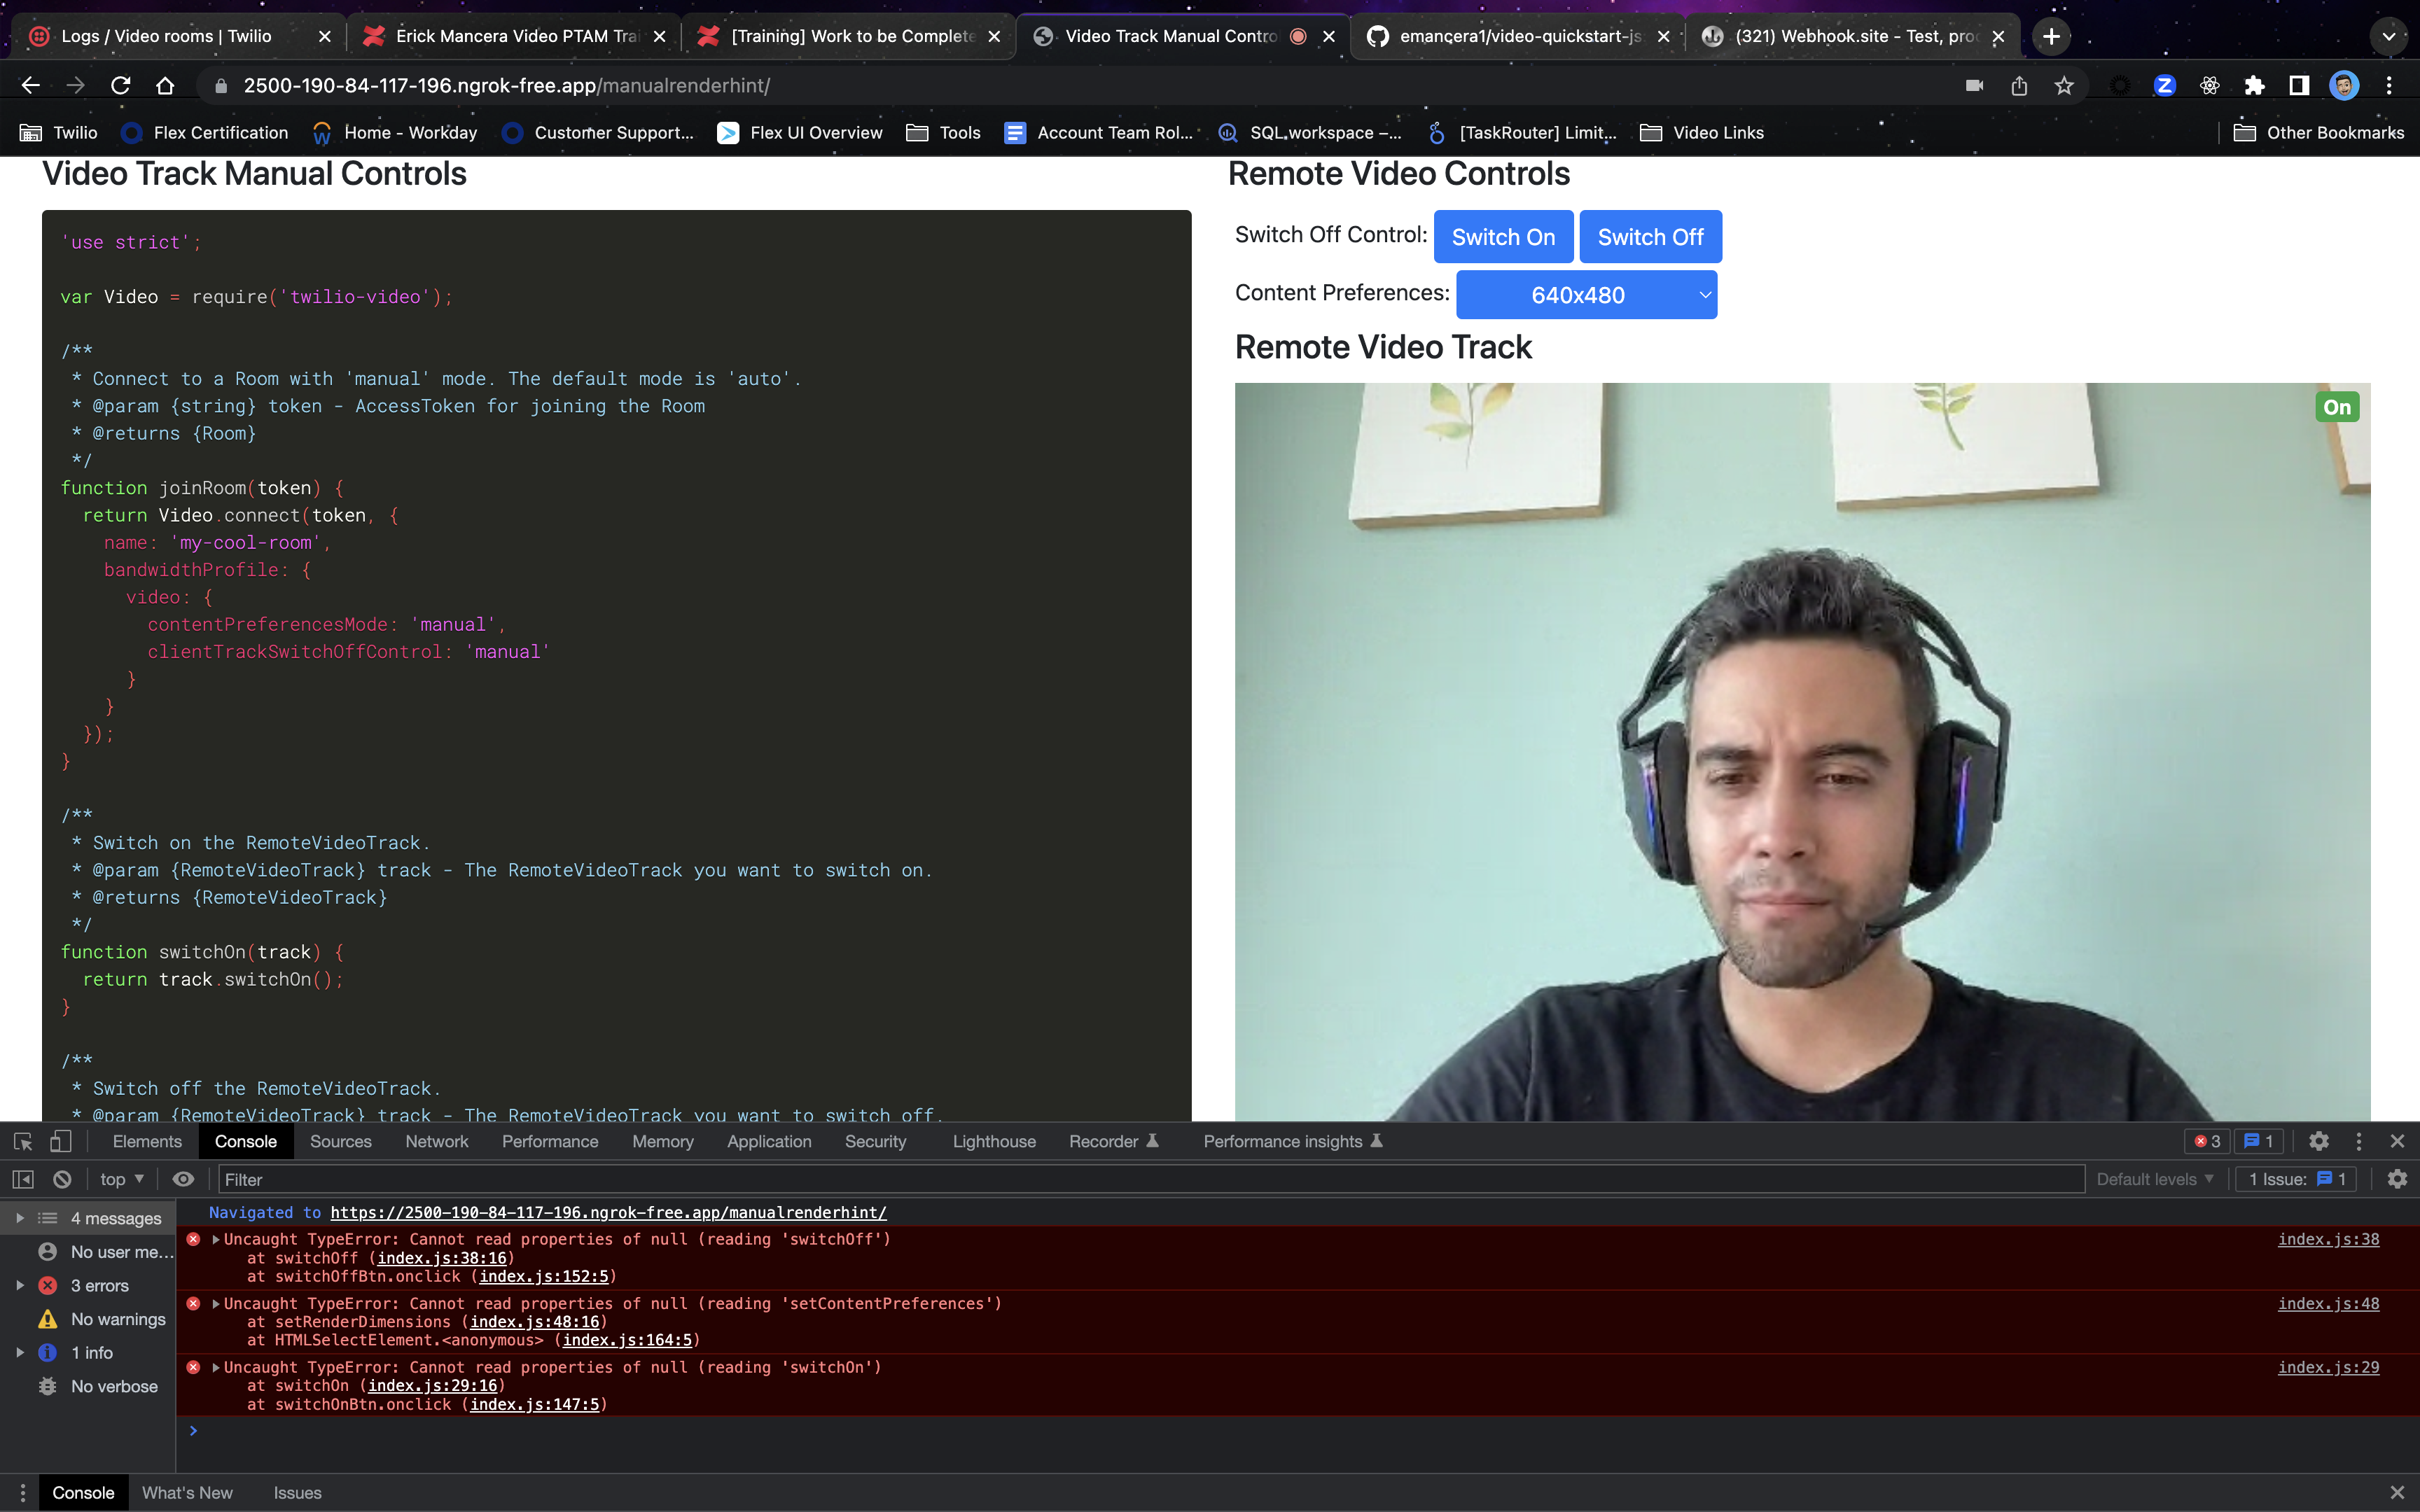 Logs / Video rooms | Twilio
Erick Mancera Video PTAM Trai
[Training] Work to be Complete
Video Track Manual Contro
emancera1/video-quickstart-js
(321) Webhook.site - Test, proc
2500-190-84-117-196.ngrok-free.app/manualrenderhint/
Twilio
Flex Certification
Home - Workday
Customer Support...
Flex UI Overview
Tools
Account Team Rol...
SQL workspace –...
[TaskRouter] Limit...
Video Links
Other Bookmarks
Video Track Manual Controls
'use strict';
var Video = require('twilio-video');
/**
* Connect to a Room with 'manual' mode. The default mode is 'auto'.
* @param {string} token - AccessToken for joining the Room
* @returns {Room}
*/
function joinRoom(token) {
return Video.connect(token, {
name: 'my-cool-room',
bandwidthProfile: {
video: {
contentPreferencesMode: 'manual',
clientTrackSwitchOffControl: 'manual'
}
}
});
}
/**
* Switch on the RemoteVideoTrack.
* @param {RemoteVideoTrack} track - The RemoteVideoTrack you want to switch on.
* @returns {RemoteVideoTrack}
*/
function switchOn(track) {
return track.switchOn();
}
/**
* Switch off the RemoteVideoTrack.
* @param {RemoteVideoTrack} track - The RemoteVideoTrack you want to switch off.
Remote Video Controls
Switch Off Control: Switch On Switch Off
Content Preferences: 640x480
Remote Video Track
On
Elements Console Sources Network Performance Memory Application Security Lighthouse Recorder Performance insights 3 1
top Filter Default levels 1 Issue: 1
4 messages
No user me...
3 errors
No warnings
1 info
No verbose
Navigated to https://2500-190-84-117-196.ngrok-free.app/manualrenderhint/
Uncaught TypeError: Cannot read properties of null (reading 'switchOff') index.js:38
at switchOff (index.js:38:16)
at switchOffBtn.onclick (index.js:152:5)
Uncaught TypeError: Cannot read properties of null (reading 'setContentPreferences') index.js:48
at setRenderDimensions (index.js:48:16)
at HTMLSelectElement.<anonymous> (index.js:164:5)
Uncaught TypeError: Cannot read properties of null (reading 'switchOn') index.js:29
at switchOn (index.js:29:16)
at switchOnBtn.onclick (index.js:147:5)
Console What's New Issues